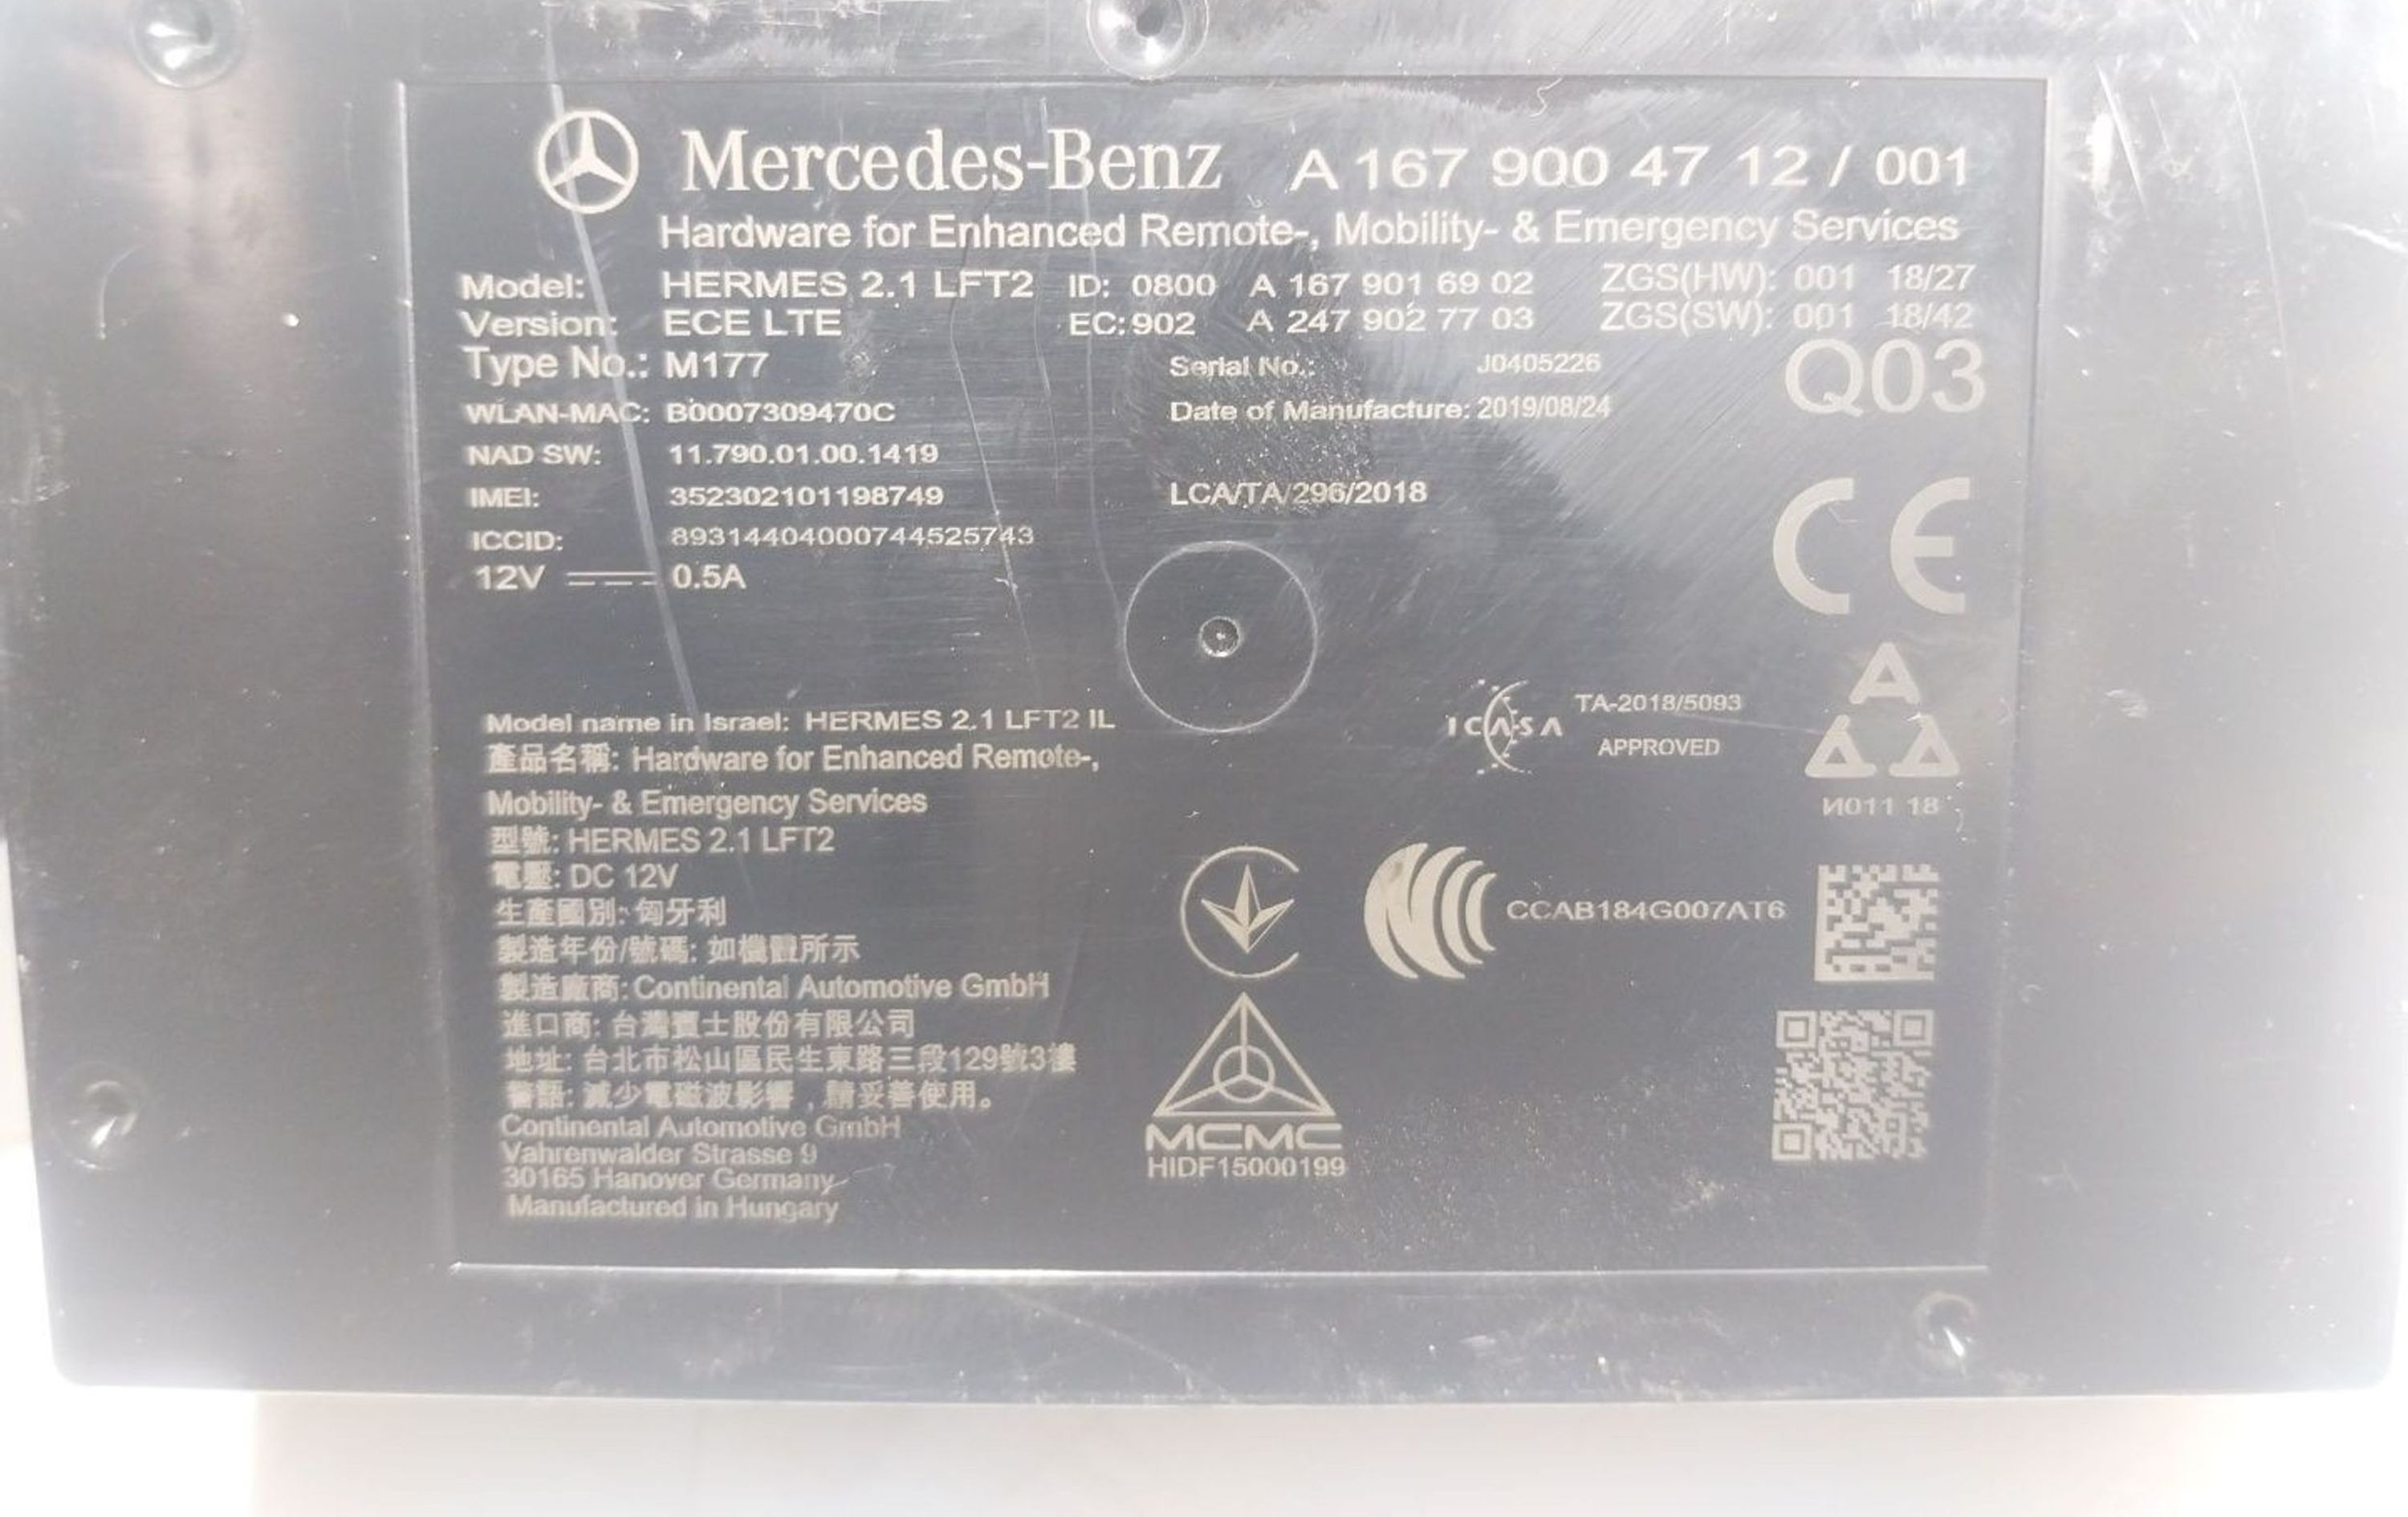 Mercedes-Benz A 167 900 47 12 / 001
Hardware for Enhanced Remote-, Mobility- & Emergency Services
Model: HERMES 2.1 LFT2 ID: 0800 A 167 901 69 02 ZGS(HW): 001 18/27
Version: ECE LTE EC: 902 A 247 902 77 03 ZGS(SW): 001 18/42
Type No.: M177 Serial No.: J0405226 Q03
WLAN-MAC: B0007309470C Date of Manufacture: 2019/08/24
NAD SW: 11.790.01.00.1419
IMEI: 352302101198749 LCA/TA/296/2018
ICCID: 89314404000744525743
12V 0.5A
CE
Model name in Israel: HERMES 2.1 LFT2 IL
ICASA TA-2018/5093
APPROVED
產品名稱: Hardware for Enhanced Remote-,
Mobility- & Emergency Services
И011 18
型號: HERMES 2.1 LFT2
電壓: DC 12V
生產國別: 匈牙利
CCAB184G007AT6
製造年份/號碼: 如機體所示
製造廠商: Continental Automotive GmbH
進口商: 台灣賓士股份有限公司
地址: 台北市松山區民生東路三段129號3樓
警語: 減少電磁波影響，請妥善使用。
Continental Automotive GmbH
Vahrenwalder Strasse 9
30165 Hanover Germany
Manufactured in Hungary
MCMC
HIDF15000199